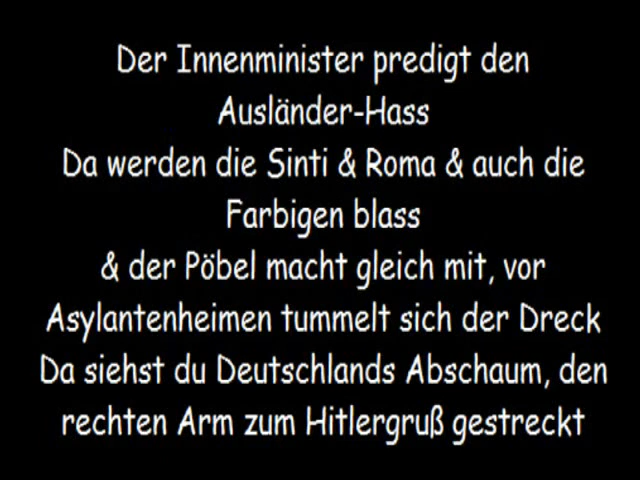 Der Innenminister predigt den
Ausländer-Hass
Da werden die Sinti & Roma & auch die
Farbigen blass
& der Pöbel macht gleich mit, vor
Asylantenheimen tummelt sich der Dreck
Da siehst du Deutschlands Abschaum, den
rechten Arm zum Hitlergruß gestreckt